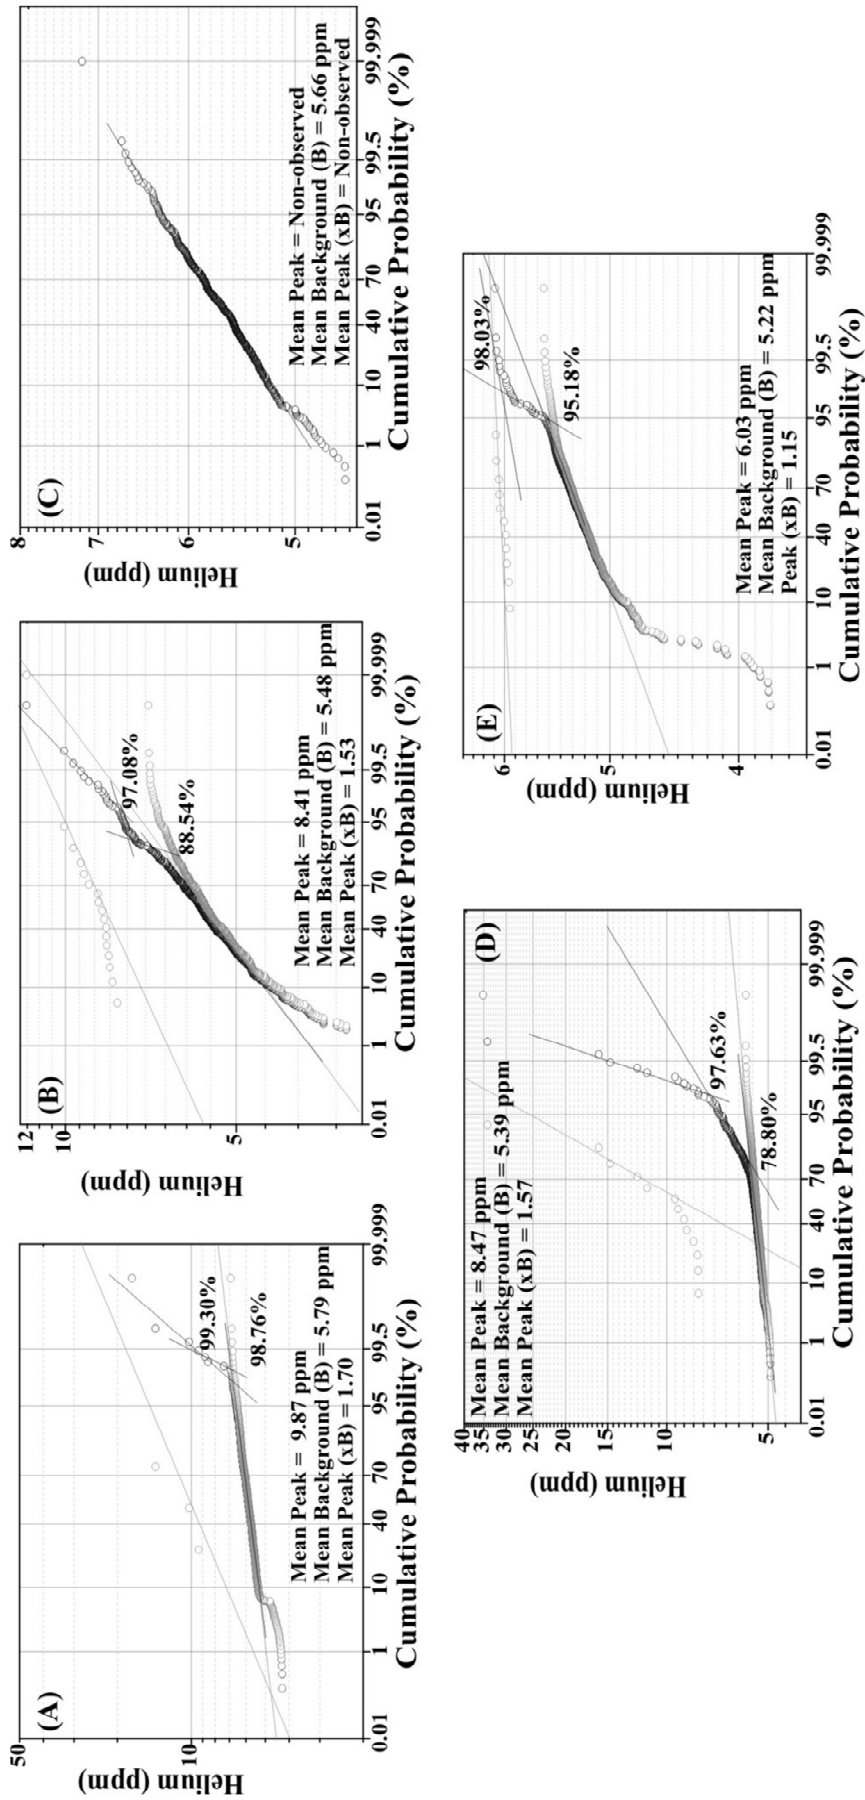 (A)
Helium (ppm)
50
10
99.30%
98.76%
Mean Peak = 9.87 ppm
Mean Background (B) = 5.79 ppm
Mean Peak (xB) = 1.70
0.01 1 10 40 70 95 99.5 99.999
Cumulative Probability (%)
(B)
Helium (ppm)
12
10
5
97.08%
88.54%
Mean Peak = 8.41 ppm
Mean Background (B) = 5.48 ppm
Mean Peak (xB) = 1.53
0.01 1 10 40 70 95 99.5 99.999
Cumulative Probability (%)
(C)
Helium (ppm)
8
7
6
5
Mean Peak = Non-observed
Mean Background (B) = 5.66 ppm
Mean Peak (xB) = Non-observed
0.01 1 10 40 70 95 99.5 99.999
Cumulative Probability (%)
(D)
Helium (ppm)
40
35
30
25
20
15
10
5
Mean Peak = 8.47 ppm
Mean Background (B) = 5.39 ppm
Mean Peak (xB) = 1.57
97.63%
78.80%
0.01 1 10 40 70 95 99.5 99.999
Cumulative Probability (%)
(E)
Helium (ppm)
6
5
4
98.03%
95.18%
Mean Peak = 6.03 ppm
Mean Background (B) = 5.22 ppm
Peak (xB) = 1.15
0.01 1 10 40 70 95 99.5 99.999
Cumulative Probability (%)